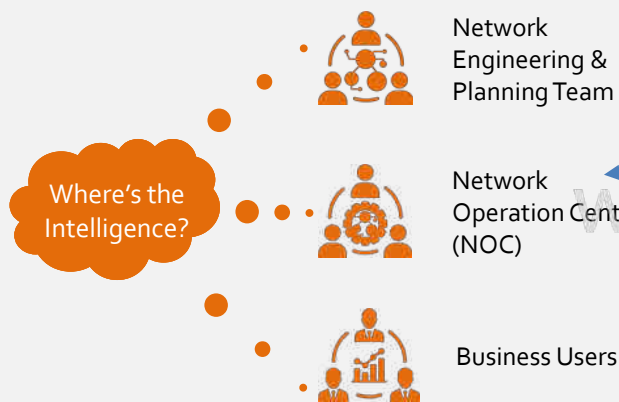 Network
Engineering &
Planning Team
Where's the
Intelligence?
Network
Operation Cent
(NOC)
Business Users